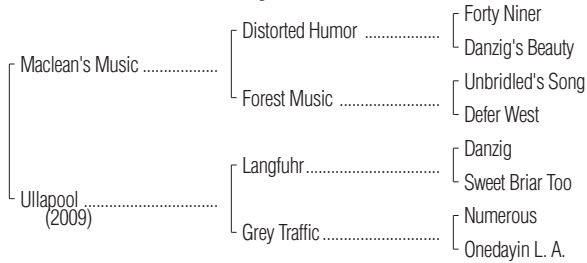 Forty Niner
Distorted Humor ..................
Danzig's Beauty
Maclean's Music ..................
Unbridled's Song
Forest Music ........................
Defer West
Danzig
Langfuhr................................
Sweet Briar Too
Ullapool ................................
(2009)
Numerous
Grey Traffic............................
Onedayin L. A.